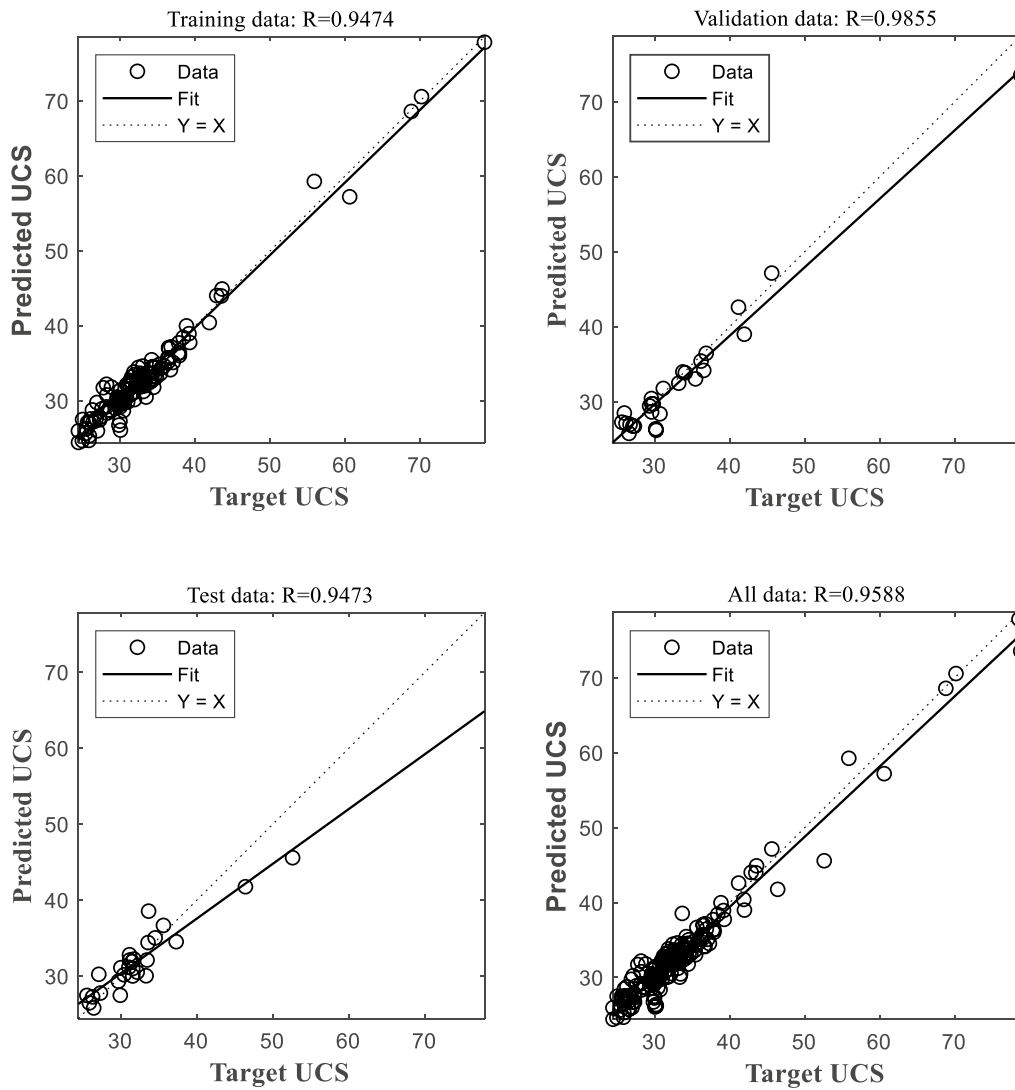 Training data: R=0.9474
Data
Fit
Y = X
70
60
50
40
30
Predicted UCS
30 40 50 60 70
Target UCS
Validation data: R=0.9855
Data
Fit
Y = X
70
60
50
40
30
Predicted UCS
30 40 50 60 70
Target UCS
Test data: R=0.9473
Data
Fit
Y = X
70
60
50
40
30
Predicted UCS
30 40 50 60 70
Target UCS
All data: R=0.9588
Data
Fit
Y = X
70
60
50
40
30
Predicted UCS
30 40 50 60 70
Target UCS